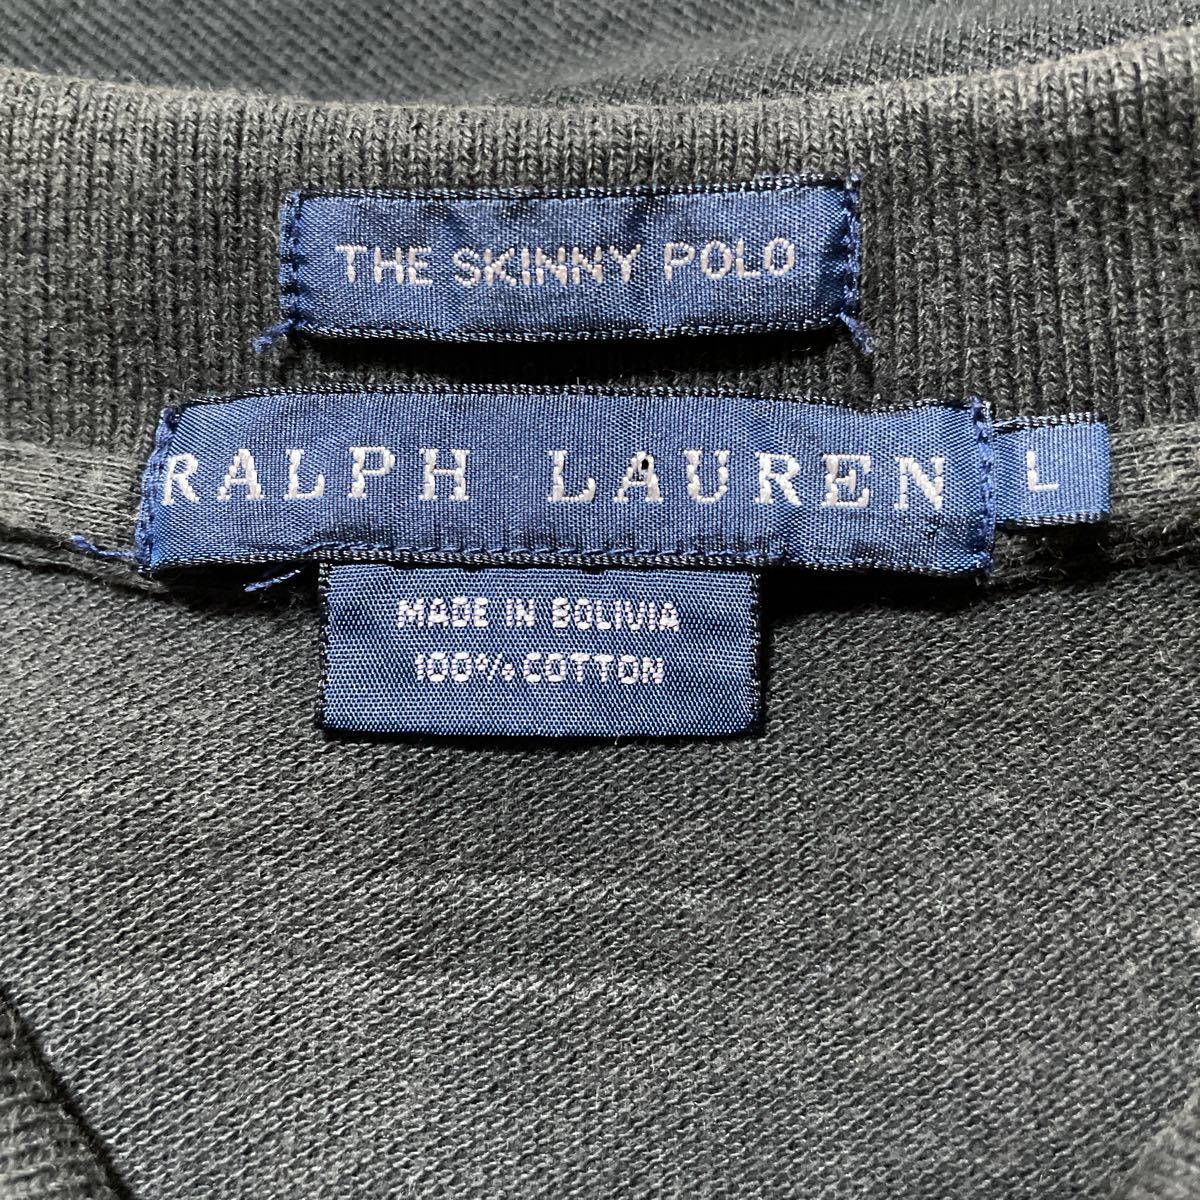 THE SKINNY POLO
RALPH LAUREN
L
MADE IN BOLIVIA
100% COTTON